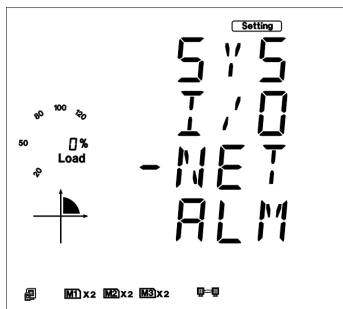 Setting
SYS
I/O
80 100 120
50 0%
Load
20
-NET
ALM
M1 X2 M2 X2 M3 X2